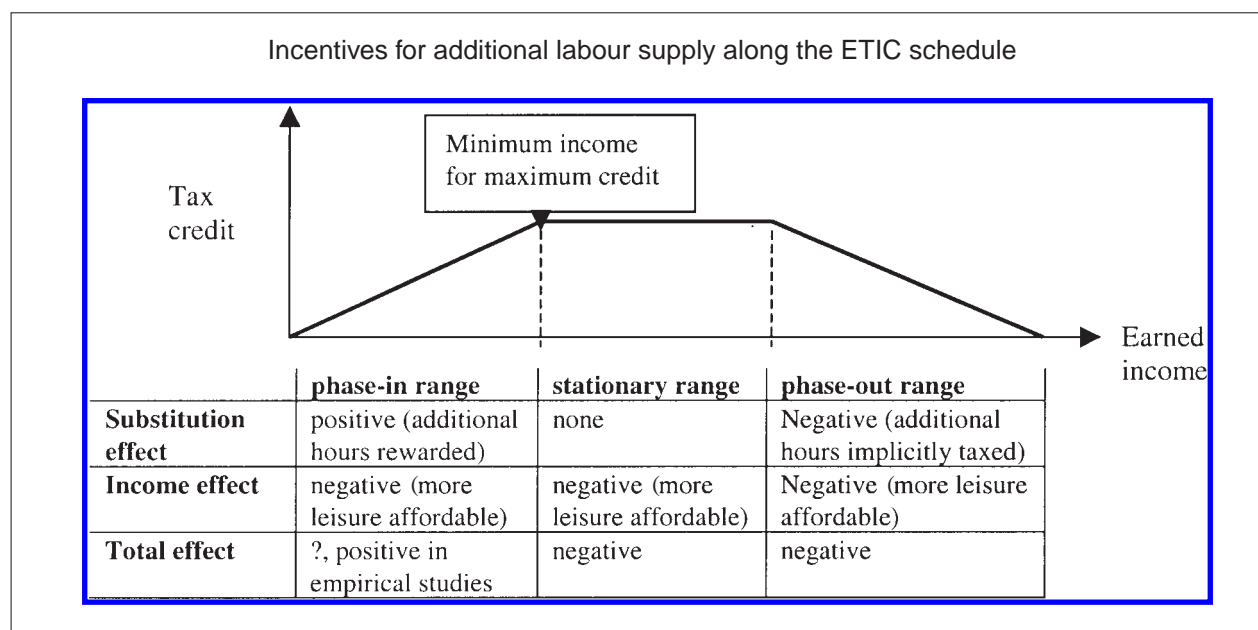 Incentives for additional labour supply along the ETIC schedule
Minimum income
for maximum credit
Tax
credit
Earned
income
phase-in range stationary range phase-out range
Substitution positive (additional none Negative (additional
effect hours rewarded) hours implicitly taxed)
Income effect negative (more negative (more Negative (more leisure
leisure affordable) leisure affordable) affordable)
Total effect ?, positive in negative negative
empirical studies